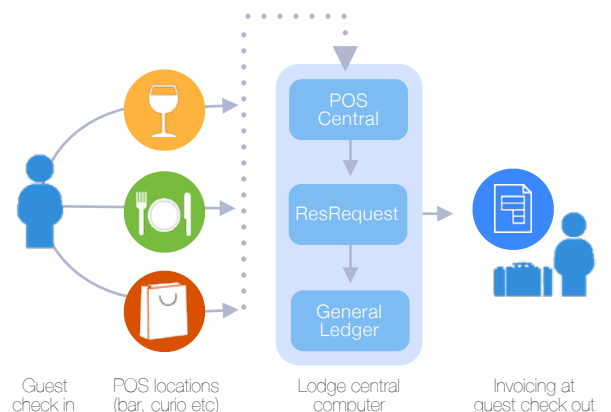 POS
Central
ResRequest
General
Ledger
Guest
check in
POS locations
(bar, curio etc)
Lodge central
computer
Invoicing at
guest check out